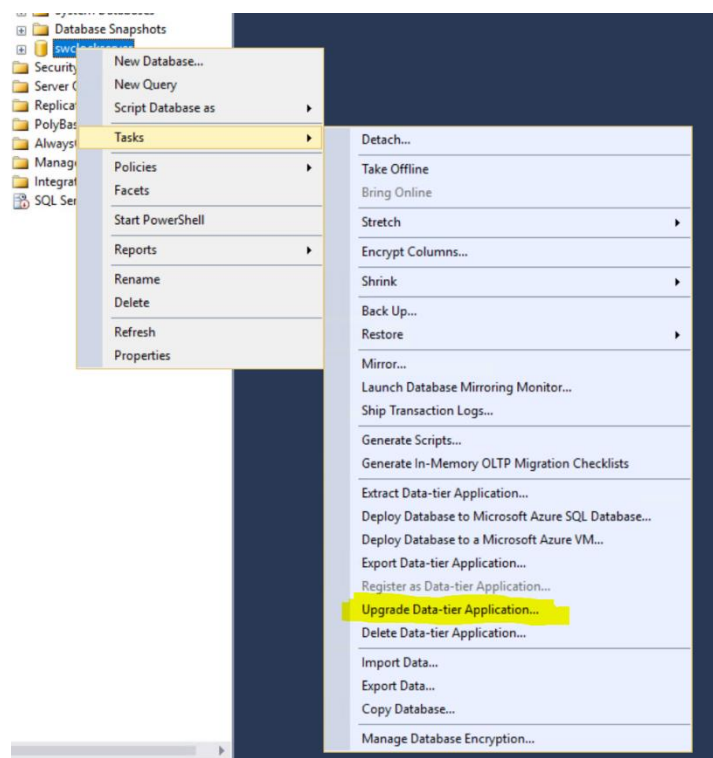 Database Snapshots
Security
Server
Manag
SQL Ser
New Database...
New Query
Script Database as
Tasks
Policies
Facets
Start PowerShell
Reports
Rename
Delete
Refresh
Properties
Detach...
Take Offline
Bring Online
Stretch
Encrypt Columns...
Shrink
Back Up...
Restore
Mirror...
Launch Database Mirroring Monitor...
Ship Transaction Logs...
Generate Scripts...
Generate In-Memory OLTP Migration Checklists
Extract Data-tier Application...
Deploy Database to Microsoft Azure SQL Database...
Deploy Database to a Microsoft Azure VM...
Export Data-tier Application...
Register as Data-tier Application...
Upgrade Data-tier Application...
Delete Data-tier Application...
Import Data...
Export Data...
Copy Database...
Manage Database Encryption...